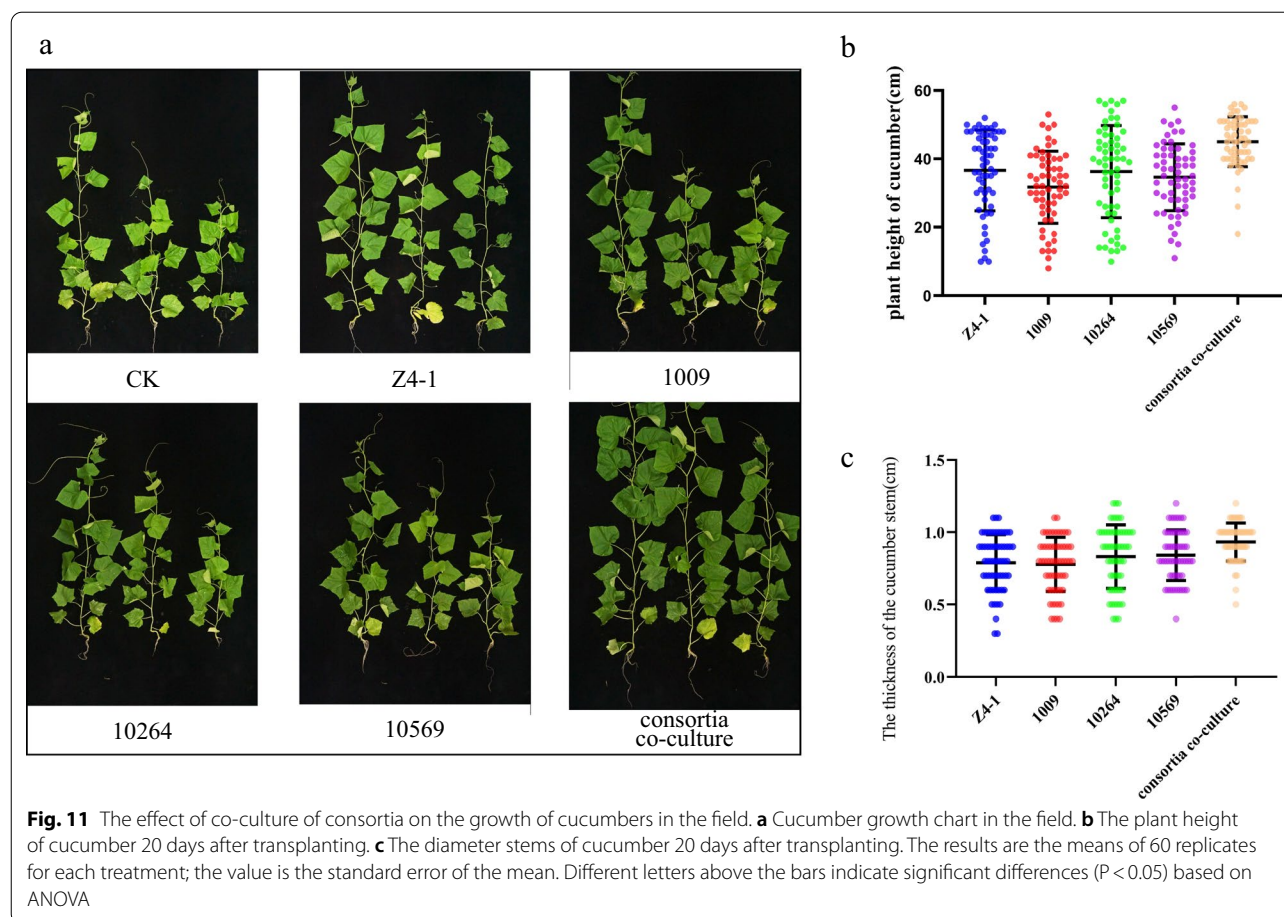 a
CK
Z4-1
1009
10264
10569
consortia
co-culture
b
plant height of cucumber(cm)
60
40
20
0
Z4-1
1009
10264
10569
consortia co-culture
c
The thickness of the cucumber stem(cm)
1.5
1.0
0.5
0.0
Z4-1
1009
10264
10569
consortia co-culture
Fig. 11 The effect of co-culture of consortia on the growth of cucumbers in the field. a Cucumber growth chart in the field. b The plant height
of cucumber 20 days after transplanting. c The diameter stems of cucumber 20 days after transplanting. The results are the means of 60 replicates
for each treatment; the value is the standard error of the mean. Different letters above the bars indicate significant differences (P < 0.05) based on
ANOVA